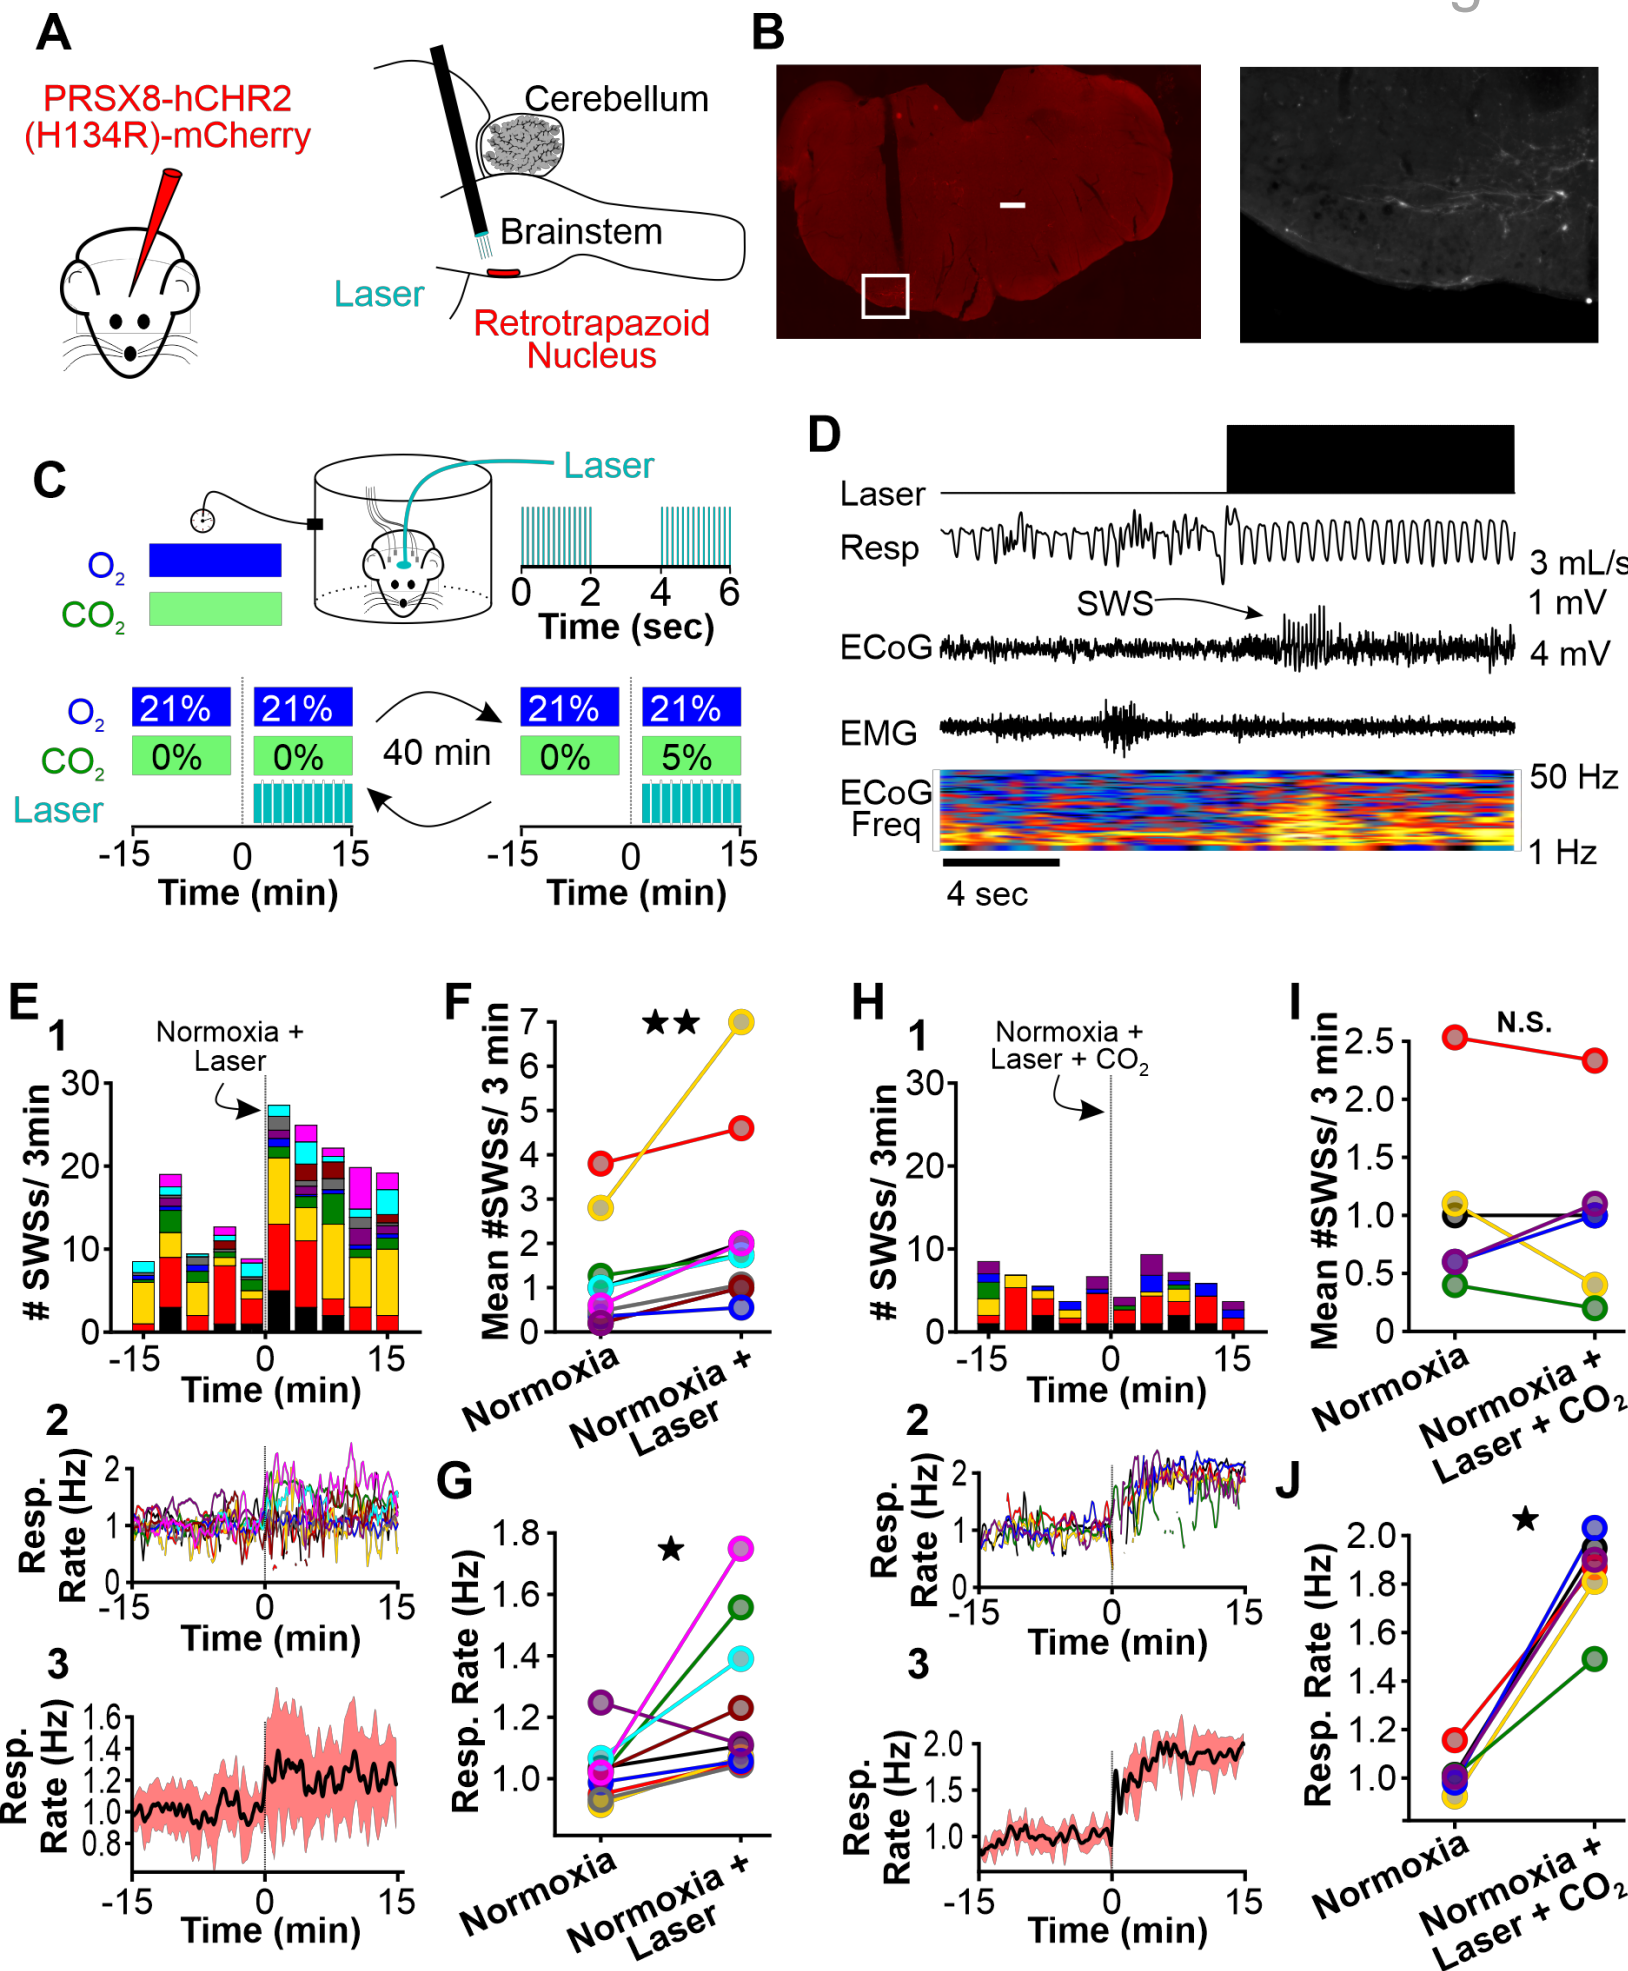 g
A
PRSX8-hCHR2
(H134R)-mCherry
Cerebellum
Brainstem
Laser
Retrotrapazoid
Nucleus
B
C
Laser
O2
CO2
0 2 4 6
Time (sec)
O2 21% 21%
CO2 0% 0%
Laser
-15 0 15
Time (min)
40 min
21% 21%
0% 5%
-15 0 15
Time (min)
D
Laser
Resp
3 mL/s
1 mV
SWS
ECoG
4 mV
EMG
ECoG
Freq
50 Hz
1 Hz
4 sec
E
1
Normoxia +
Laser
# SWSs/ 3min
30
20
10
0
-15 0 15
Time (min)
2
Resp.
Rate (Hz)
2
1
0
-15 0 15
Time (min)
3
Resp.
Rate (Hz)
1.6
1.4
1.2
1.0
0.8
-15 0 15
Time (min)
F
★★
Mean #SWSs/ 3 min
7
6
5
4
3
2
1
0
Normoxia
Normoxia +
Laser
G
★
Resp. Rate (Hz)
1.8
1.6
1.4
1.2
1.0
Normoxia
Normoxia +
Laser
H
1
Normoxia +
Laser + CO2
# SWSs/ 3min
30
20
10
0
-15 0 15
Time (min)
2
Resp.
Rate (Hz)
2
1
0
-15 0 15
Time (min)
3
Resp.
Rate (Hz)
2.0
1.5
1.0
-15 0 15
Time (min)
I
N.S.
Mean #SWSs/ 3 min
2.5
2.0
1.5
1.0
0.5
0
Normoxia
Normoxia +
Laser + CO2
J
★
Resp. Rate (Hz)
2.0
1.8
1.6
1.4
1.2
1.0
Normoxia
Normoxia +
Laser + CO2